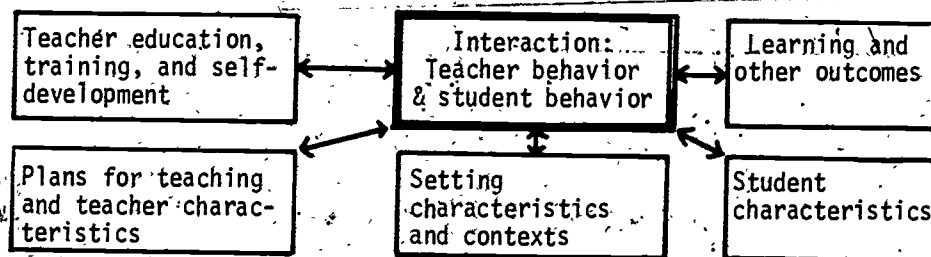 Teacher education,
training, and self-
development
Interaction:
Teacher behavior
& student behavior
Learning and
other outcomes
Plans for teaching
and teacher charac-
teristics
Setting
characteristics
and contexts
Student
characteristics